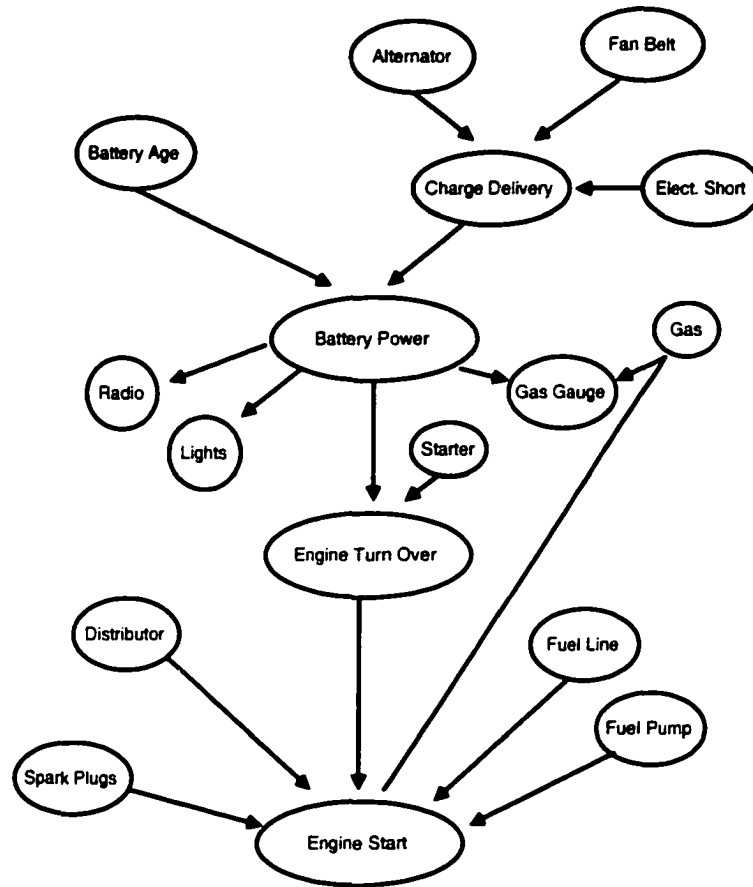 Alternator
Fan Belt
Battery Age
Charge Delivery
Elect. Short
Battery Power
Gas
Radio
Gas Gauge
Lights
Starter
Engine Turn Over
Distributor
Fuel Line
Fuel Pump
Spark Plugs
Engine Start